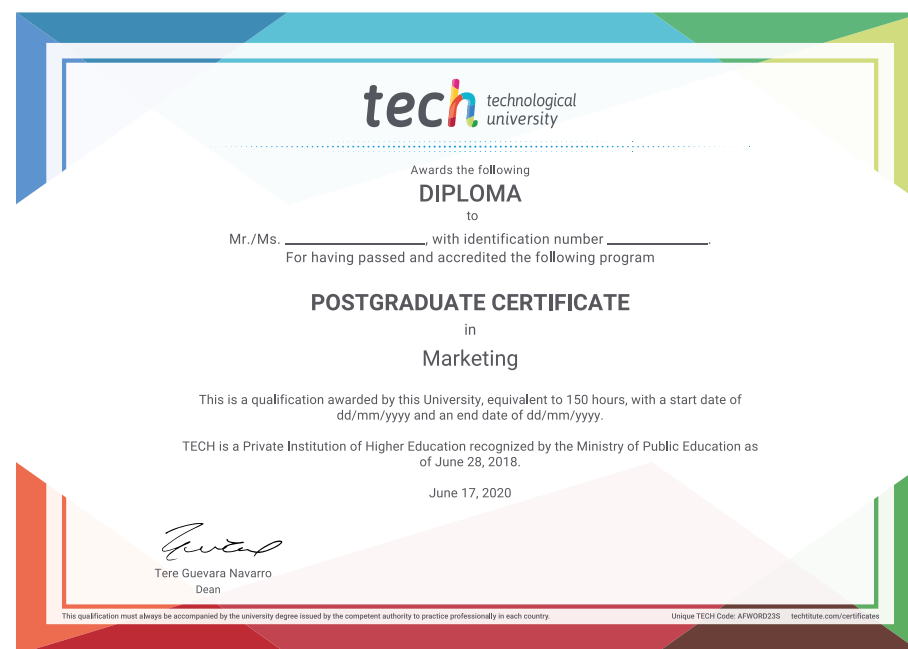 tech technological
university
Awards the following
DIPLOMA
to
Mr./Ms. ____________________, with identification number ______________.
For having passed and accredited the following program
POSTGRADUATE CERTIFICATE
in
Marketing
This is a qualification awarded by this University, equivalent to 150 hours, with a start date of
dd/mm/yyyy and an end date of dd/mm/yyyy.
TECH is a Private Institution of Higher Education recognized by the Ministry of Public Education as
of June 28, 2018.
June 17, 2020
Tere Guevara Navarro
Dean
This qualification must always be accompanied by the university degree issued by the competent authority to practice professionally in each country.
Unique TECH Code: AFWORD23S techtitute.com/certificates